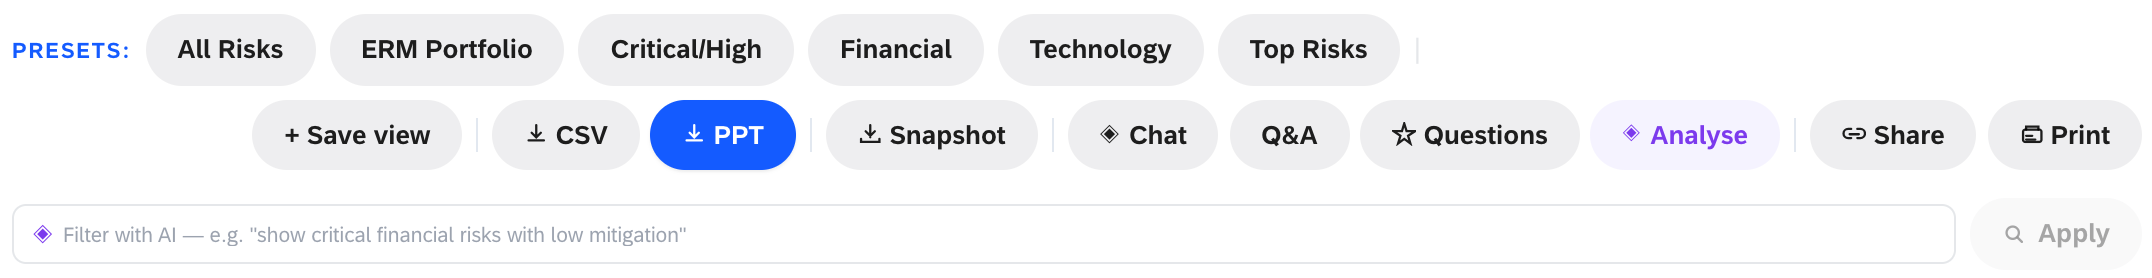 PRESETS: All Risks ERM Portfolio Critical/High Financial Technology Top Risks
+ Save view CSV PPT Snapshot Chat Q&A Questions Analyse Share Print
Filter with AI — e.g. "show critical financial risks with low mitigation" Apply